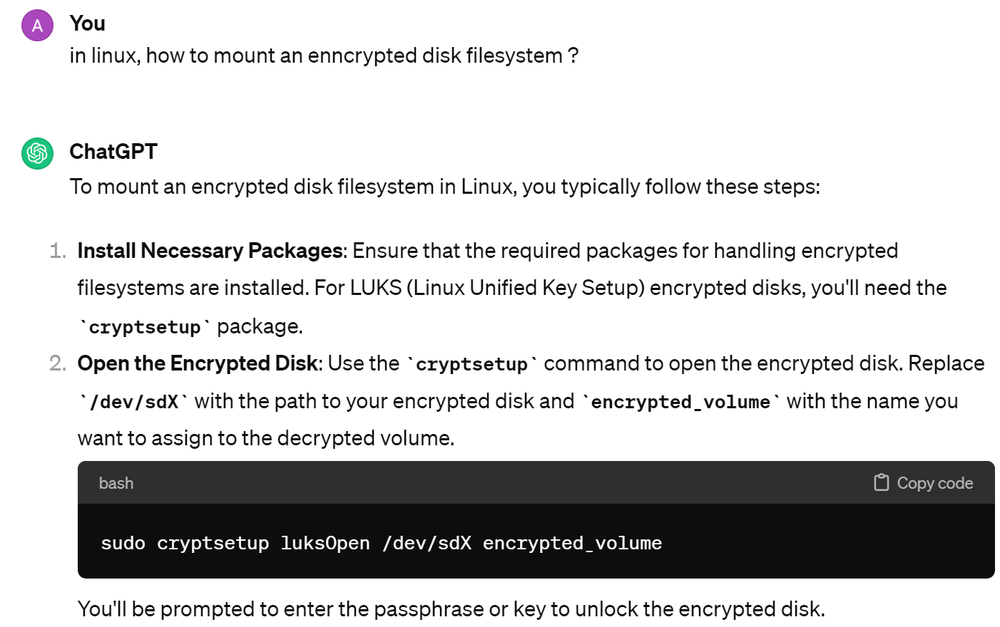 A
You
in linux, how to mount an enncrypted disk filesystem ?
ChatGPT
To mount an encrypted disk filesystem in Linux, you typically follow these steps:
1. Install Necessary Packages: Ensure that the required packages for handling encrypted
filesystems are installed. For LUKS (Linux Unified Key Setup) encrypted disks, you'll need the
`cryptsetup` package.
2. Open the Encrypted Disk: Use the `cryptsetup` command to open the encrypted disk. Replace
`/dev/sdX` with the path to your encrypted disk and `encrypted_volume` with the name you
want to assign to the decrypted volume.
bash Copy code
sudo cryptsetup luksOpen /dev/sdX encrypted_volume
You'll be prompted to enter the passphrase or key to unlock the encrypted disk.